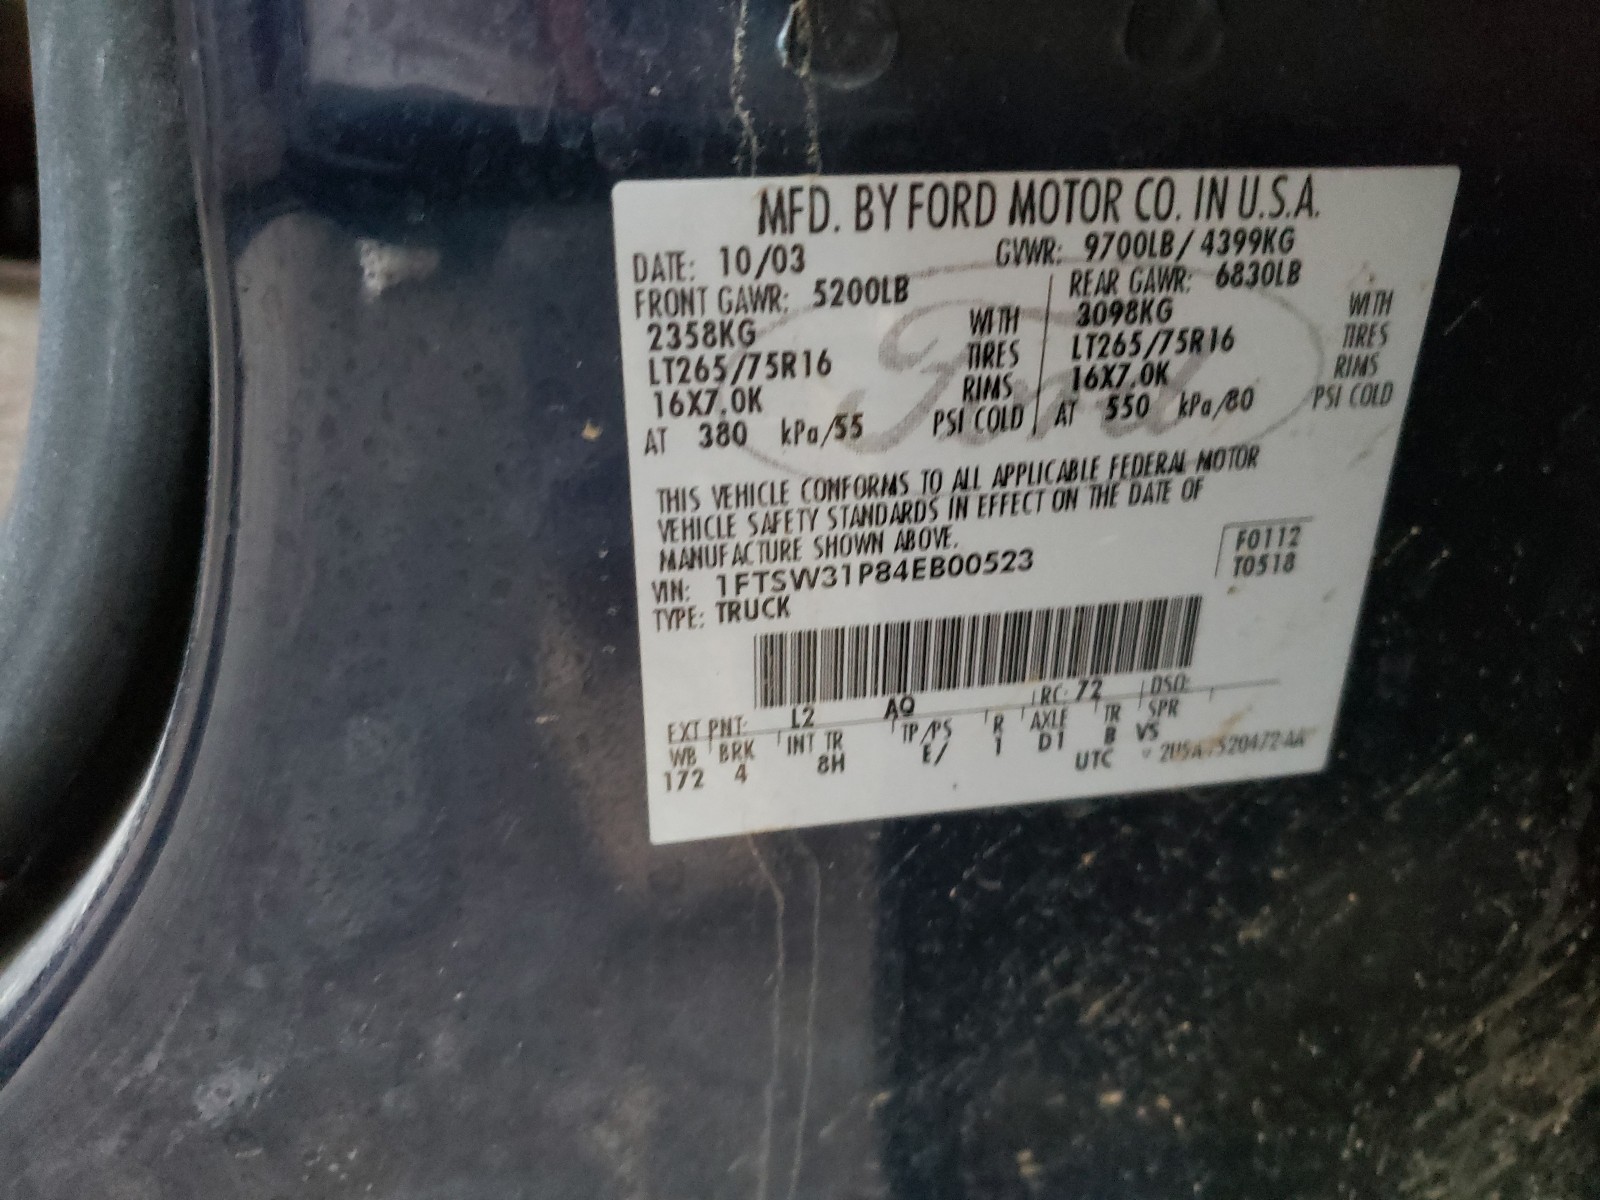 MFD. BY FORD MOTOR CO. IN U.S.A.
DATE: 10/03 GVWR: 9700LB/ 4399KG
FRONT GAWR: 5200LB REAR GAWR: 6830LB
2358KG WITH 3098KG WITH
LT265/75R16 TIRES LT265/75R16 TIRES
16X7.0K RIMS 16X7.0K RIMS
AT 380 kPa/55 PSI COLD AT 550 kPa/80 PSI COLD
Ford
THIS VEHICLE CONFORMS TO ALL APPLICABLE FEDERAL MOTOR
VEHICLE SAFETY STANDARDS IN EFFECT ON THE DATE OF
MANUFACTURE SHOWN ABOVE.
F0112
VIN: 1FTSW31P84EB00523 T0518
TYPE: TRUCK
EXT PNT: L2 AQ RC: 72 DSO:
WB BRK INT TR TP/PS R AXLE TR SPR
172 4 8H E/ 1 D1 B VS
UTC